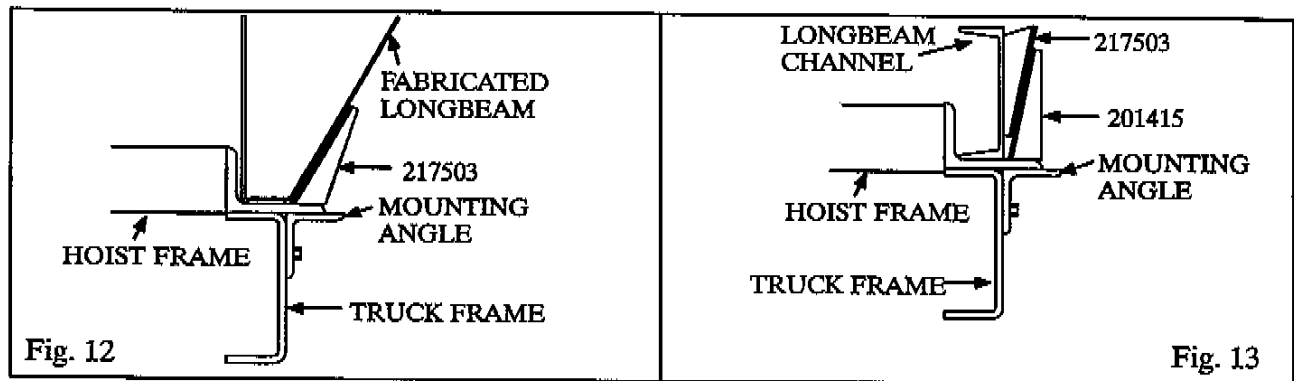 FABRICATED
LONGBEAM
217503
MOUNTING
ANGLE
HOIST FRAME
TRUCK FRAME
Fig. 12
LONGBEAM
CHANNEL
217503
201415
MOUNTING
ANGLE
HOIST FRAME
TRUCK FRAME
Fig. 13